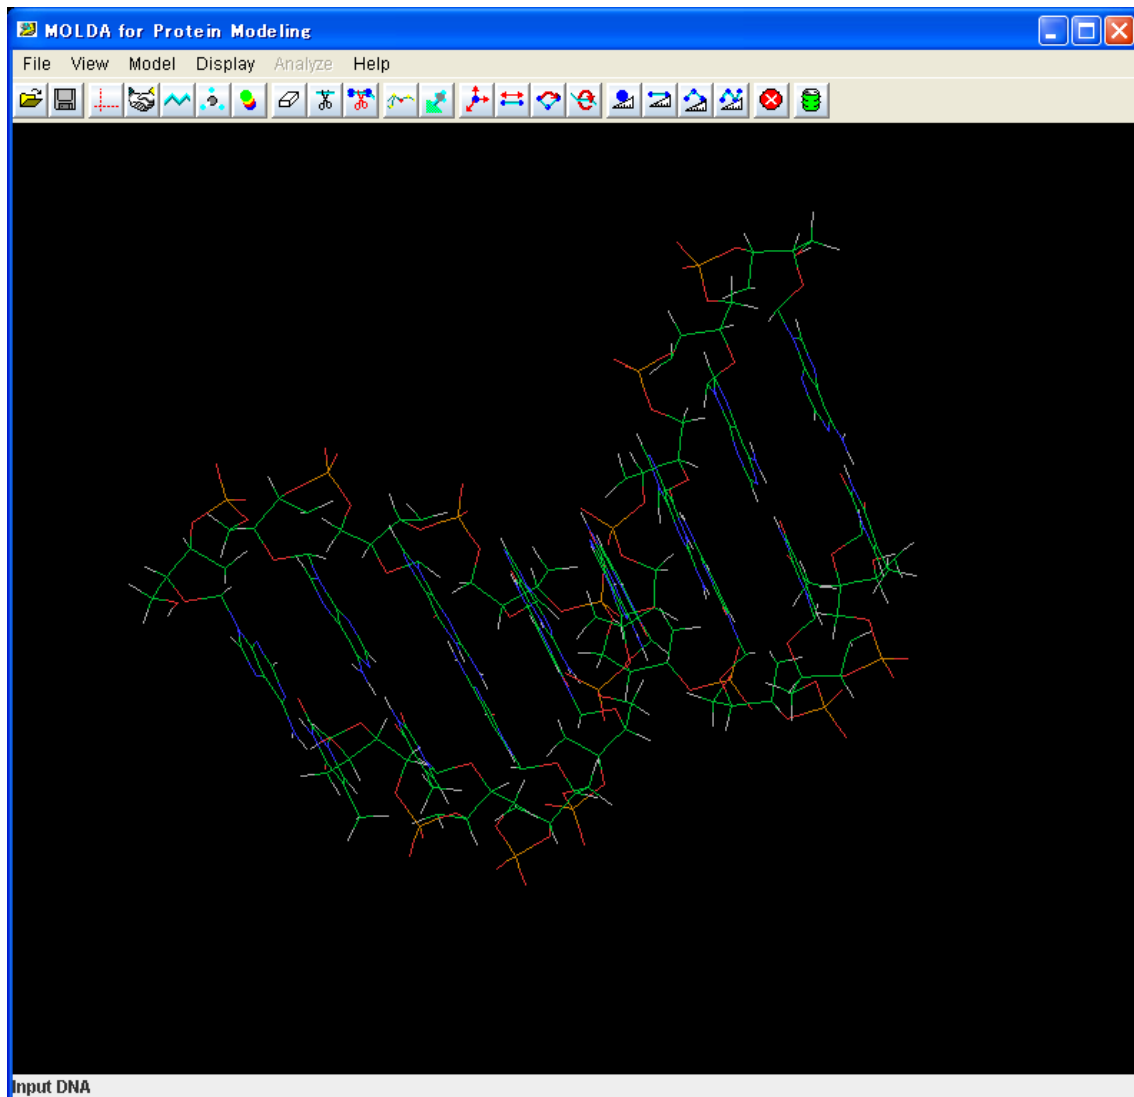 MOLDA for Protein Modeling
File View Model Display Analyze Help
Input DNA